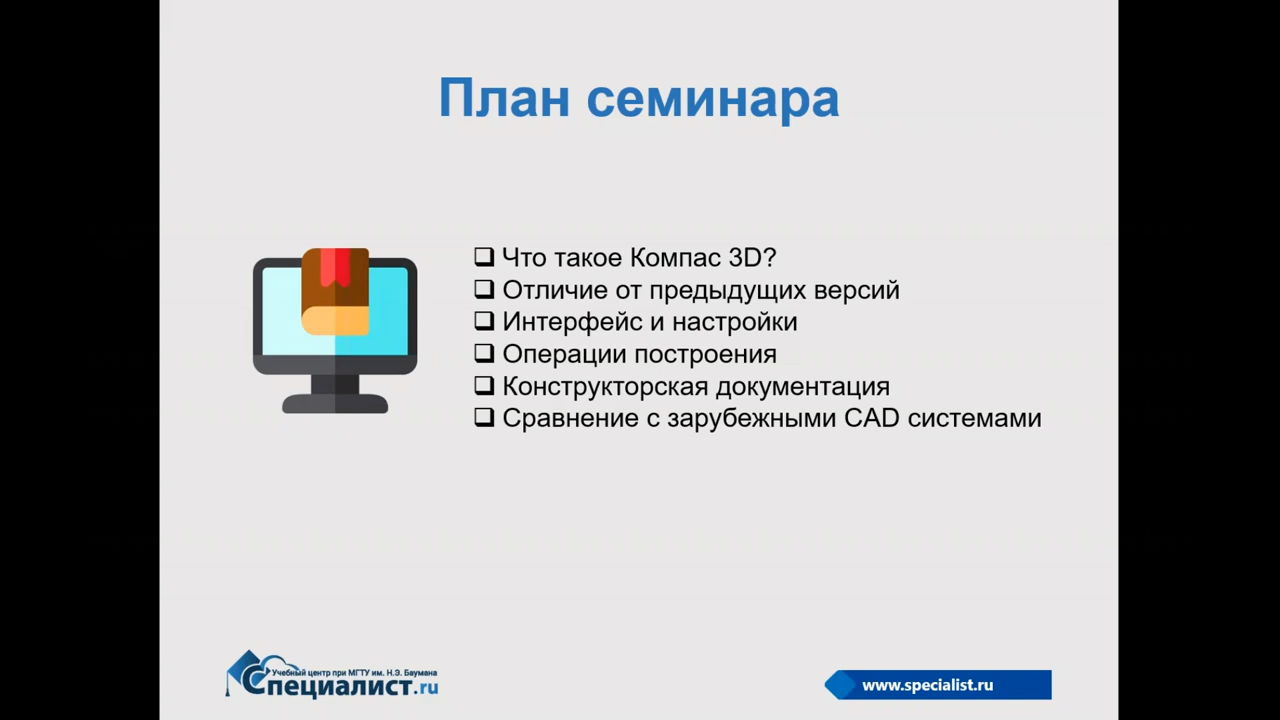 План семинара
Что такое Компас 3D?
Отличие от предыдущих версий
Интерфейс и настройки
Операции построения
Конструкторская документация
Сравнение с зарубежными CAD системами
Учебный центр при МГТУ им. Н.Э. Баумана
Специалист.ru
www.specialist.ru